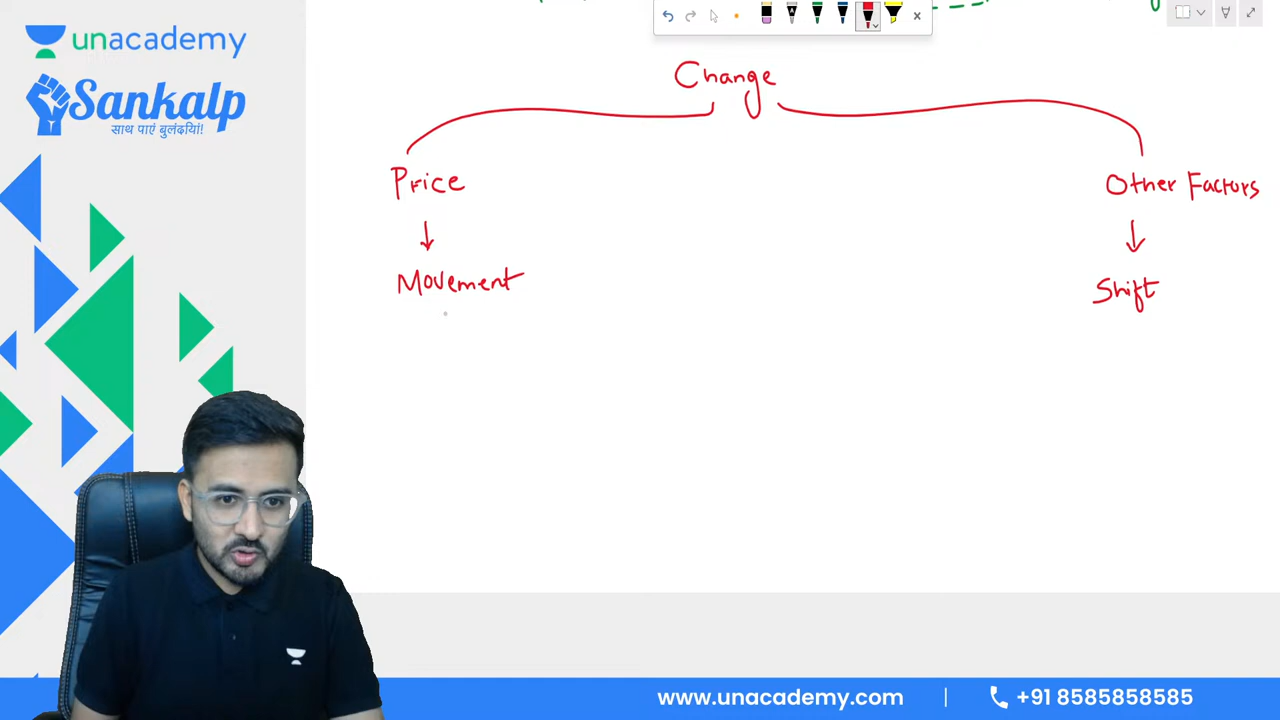 unacademy
Sankalp
साथ पाएं बुलंदियां!
Change
Price
Other Factors
Movement
Shift
www.unacademy.com
+91 8585858585